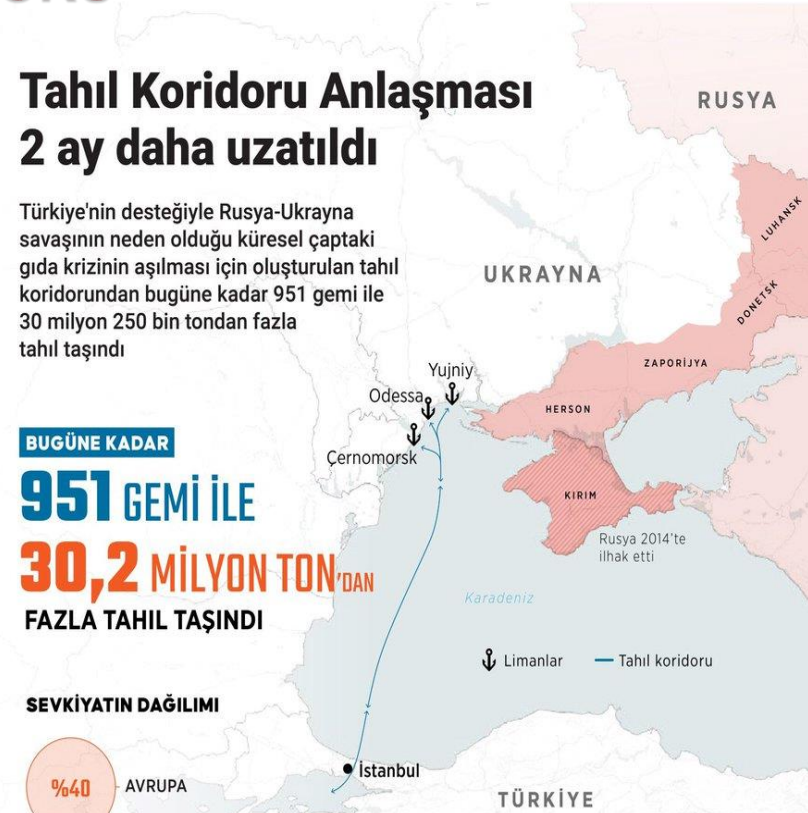 Tahıl Koridoru Anlaşması
2 ay daha uzatıldı
Türkiye'nin desteğiyle Rusya-Ukrayna
savaşının neden olduğu küresel çaptaki
gıda krizinin aşılması için oluşturulan tahıl
koridorundan bugüne kadar 951 gemi ile
30 milyon 250 bin tondan fazla
tahıl taşındı
BUGÜNE KADAR
951 GEMİ İLE
30,2 MİLYON TON'DAN
FAZLA TAHIL TAŞINDI
SEVKİYATIN DAĞILIMI
%40 AVRUPA
RUSYA
LUHANSK
UKRAYNA
DONETSK
ZAPORİJYA
Yujniy
Odessa
HERSON
Çernomorsk
KIRIM
Rusya 2014'te
ilhak etti
Karadeniz
Limanlar
Tahıl koridoru
İstanbul
TÜRKİYE